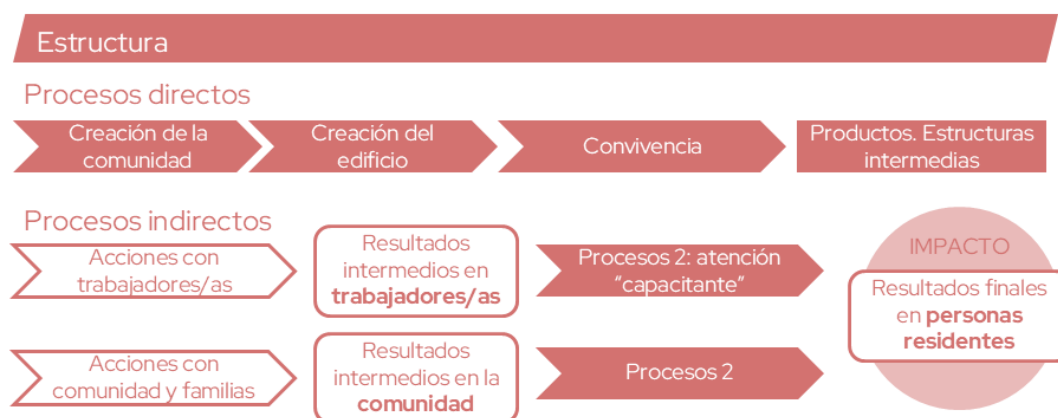 Estructura
Procesos directos
Creación de la
comunidad
Creación del
edificio
Convivencia
Productos. Estructuras
intermedias
Procesos indirectos
Acciones con
trabajadores/as
Resultados
intermedios en
trabajadores/as
Procesos 2: atención
“capacitante”
IMPACTO
Resultados finales
en personas
residentes
Acciones con
comunidad y familias
Resultados
intermedios en la
comunidad
Procesos 2